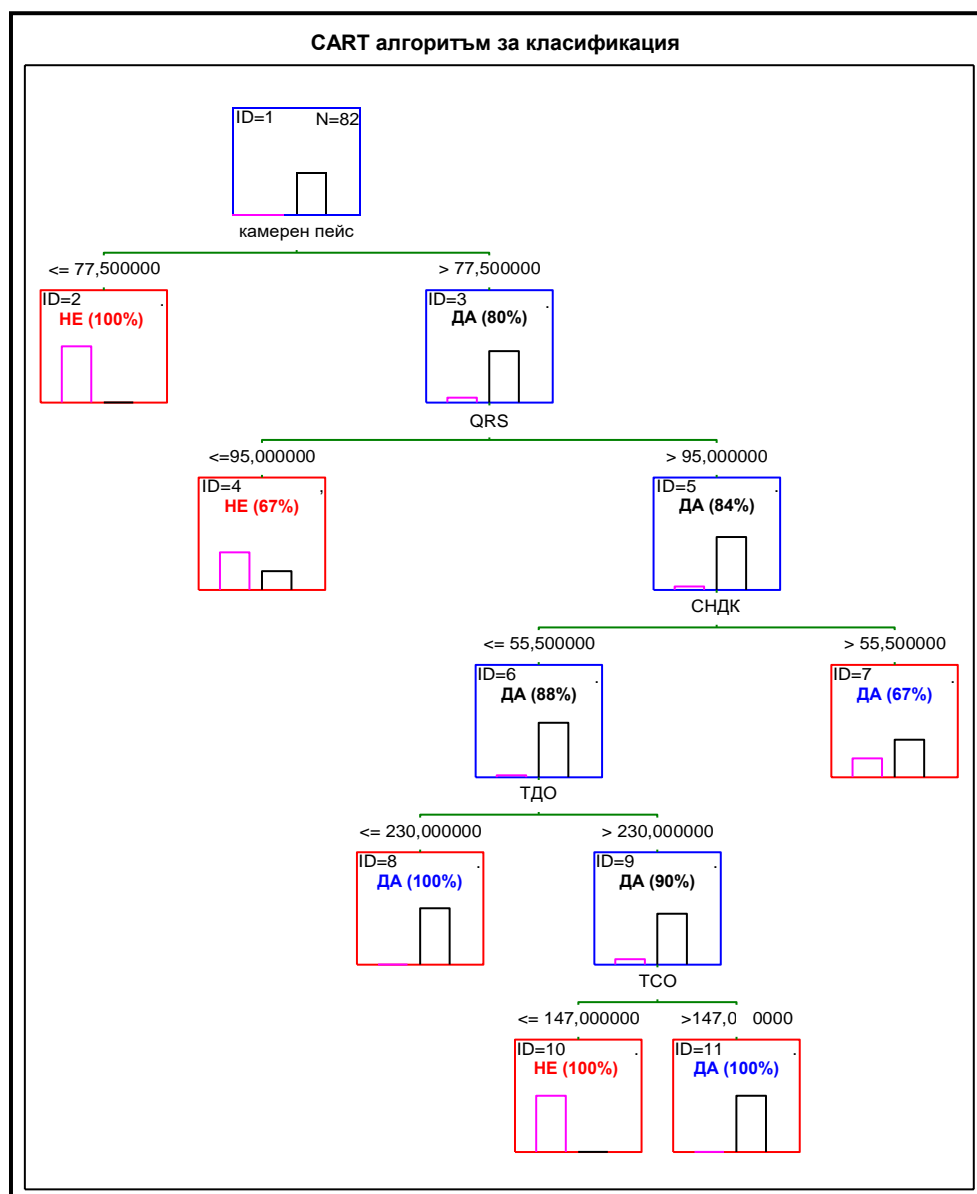 CART алгоритъм за класификация
ID=1 N=82
камерен пейс
<= 77,500000 > 77,500000
ID=2 . ID=3 .
НЕ (100%) ДА (80%)
QRS
<=95,000000 > 95,000000
ID=4 , ID=5 .
НЕ (67%) ДА (84%)
СНДК
<= 55,500000 > 55,500000
ID=6 . ID=7 .
ДА (88%) ДА (67%)
ТДО
<= 230,000000 > 230,000000
ID=8 . ID=9 .
ДА (100%) ДА (90%)
ТСО
<= 147,000000 >147,0 0000
ID=10 . ID=11 .
НЕ (100%) ДА (100%)